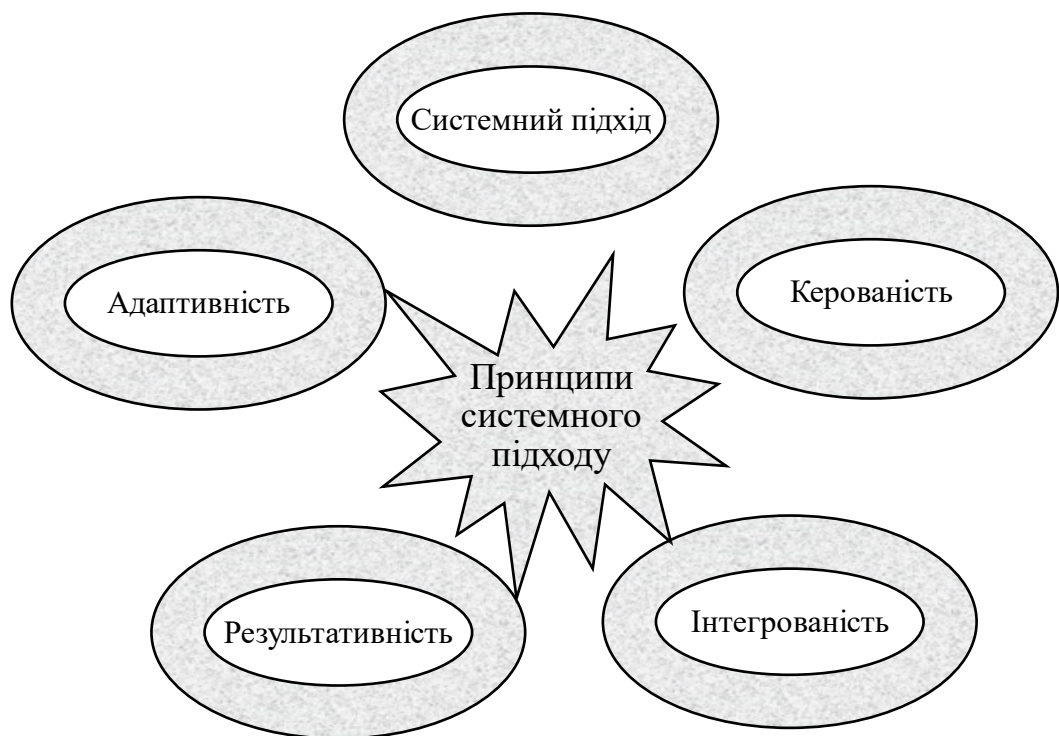 Системний підхід
Адаптивність
Керованість
Принципи
системного
підходу
Результативність
Інтегрованість